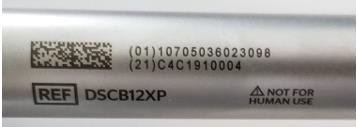 (01)10705036023098
(21)C4C1910004
REF DSCB12XP
NOT FOR
HUMAN USE